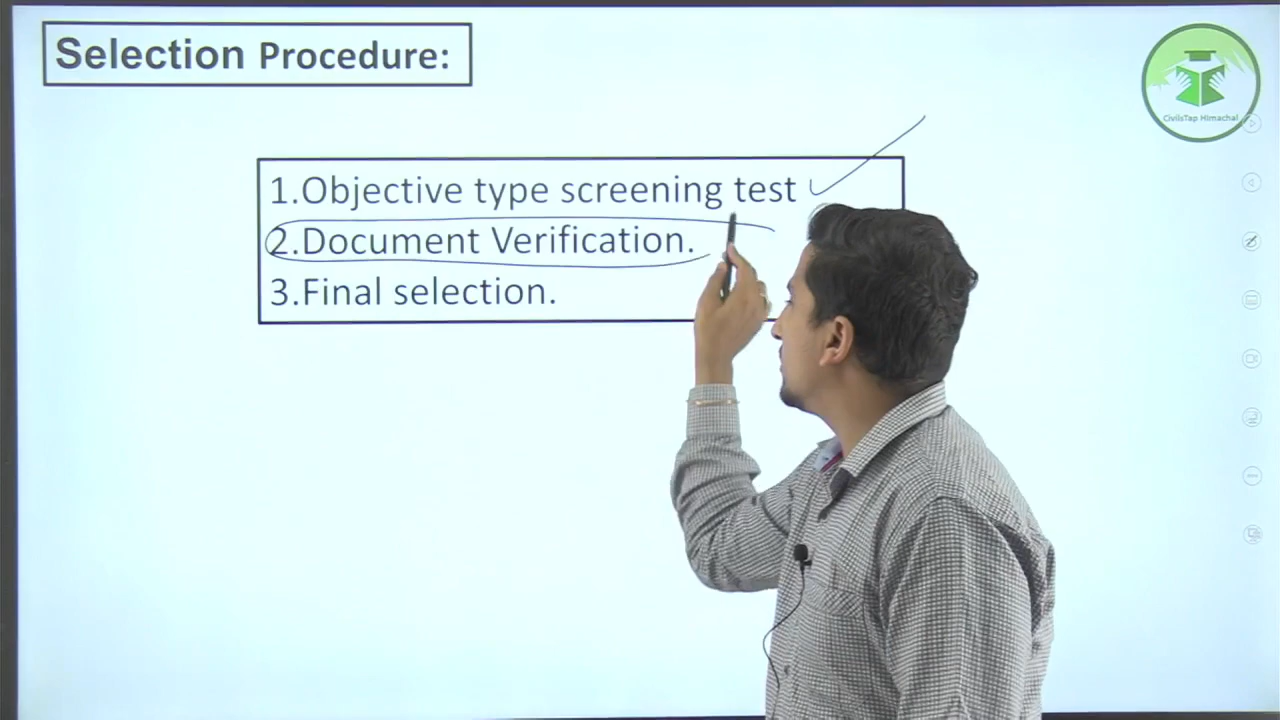 Selection Procedure:
CivilsTap Himachal
1.Objective type screening test
2.Document Verification.
3.Final selection.